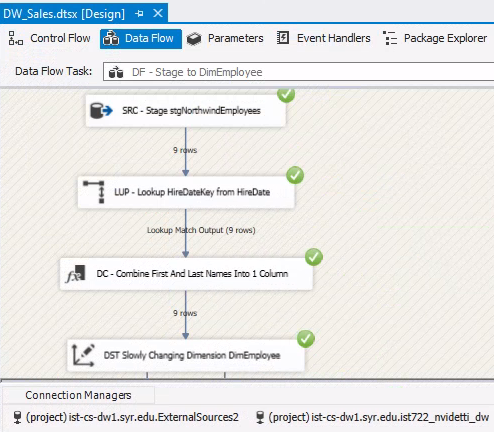 DW_Sales.dtsx [Design]
Control Flow Data Flow Parameters Event Handlers Package Explorer
Data Flow Task: DF - Stage to DimEmployee
SRC - Stage stgNorthwindEmployees
9 rows
LUP - Lookup HireDateKey from HireDate
Lookup Match Output (9 rows)
DC - Combine First And Last Names Into 1 Column
9 rows
DST Slowly Changing Dimension DimEmployee
Connection Managers
(project) ist-cs-dw1.syr.edu.ExternalSources2 (project) ist-cs-dw1.syr.edu.ist722_nvidetti_dw